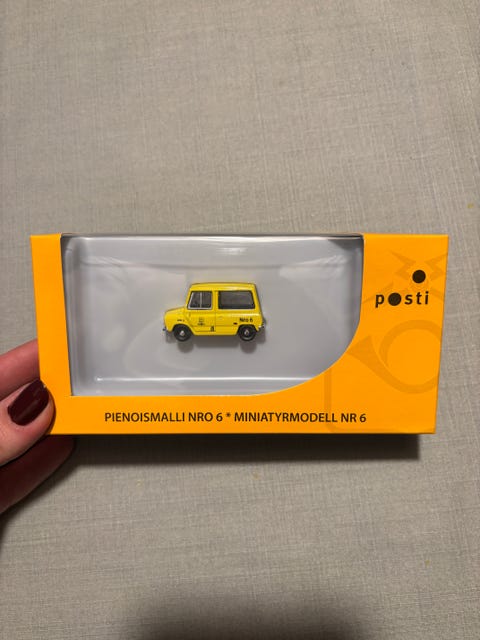 posti
Nro 6
PIENOISMALLI NRO 6 * MINIATYRMODELL NR 6